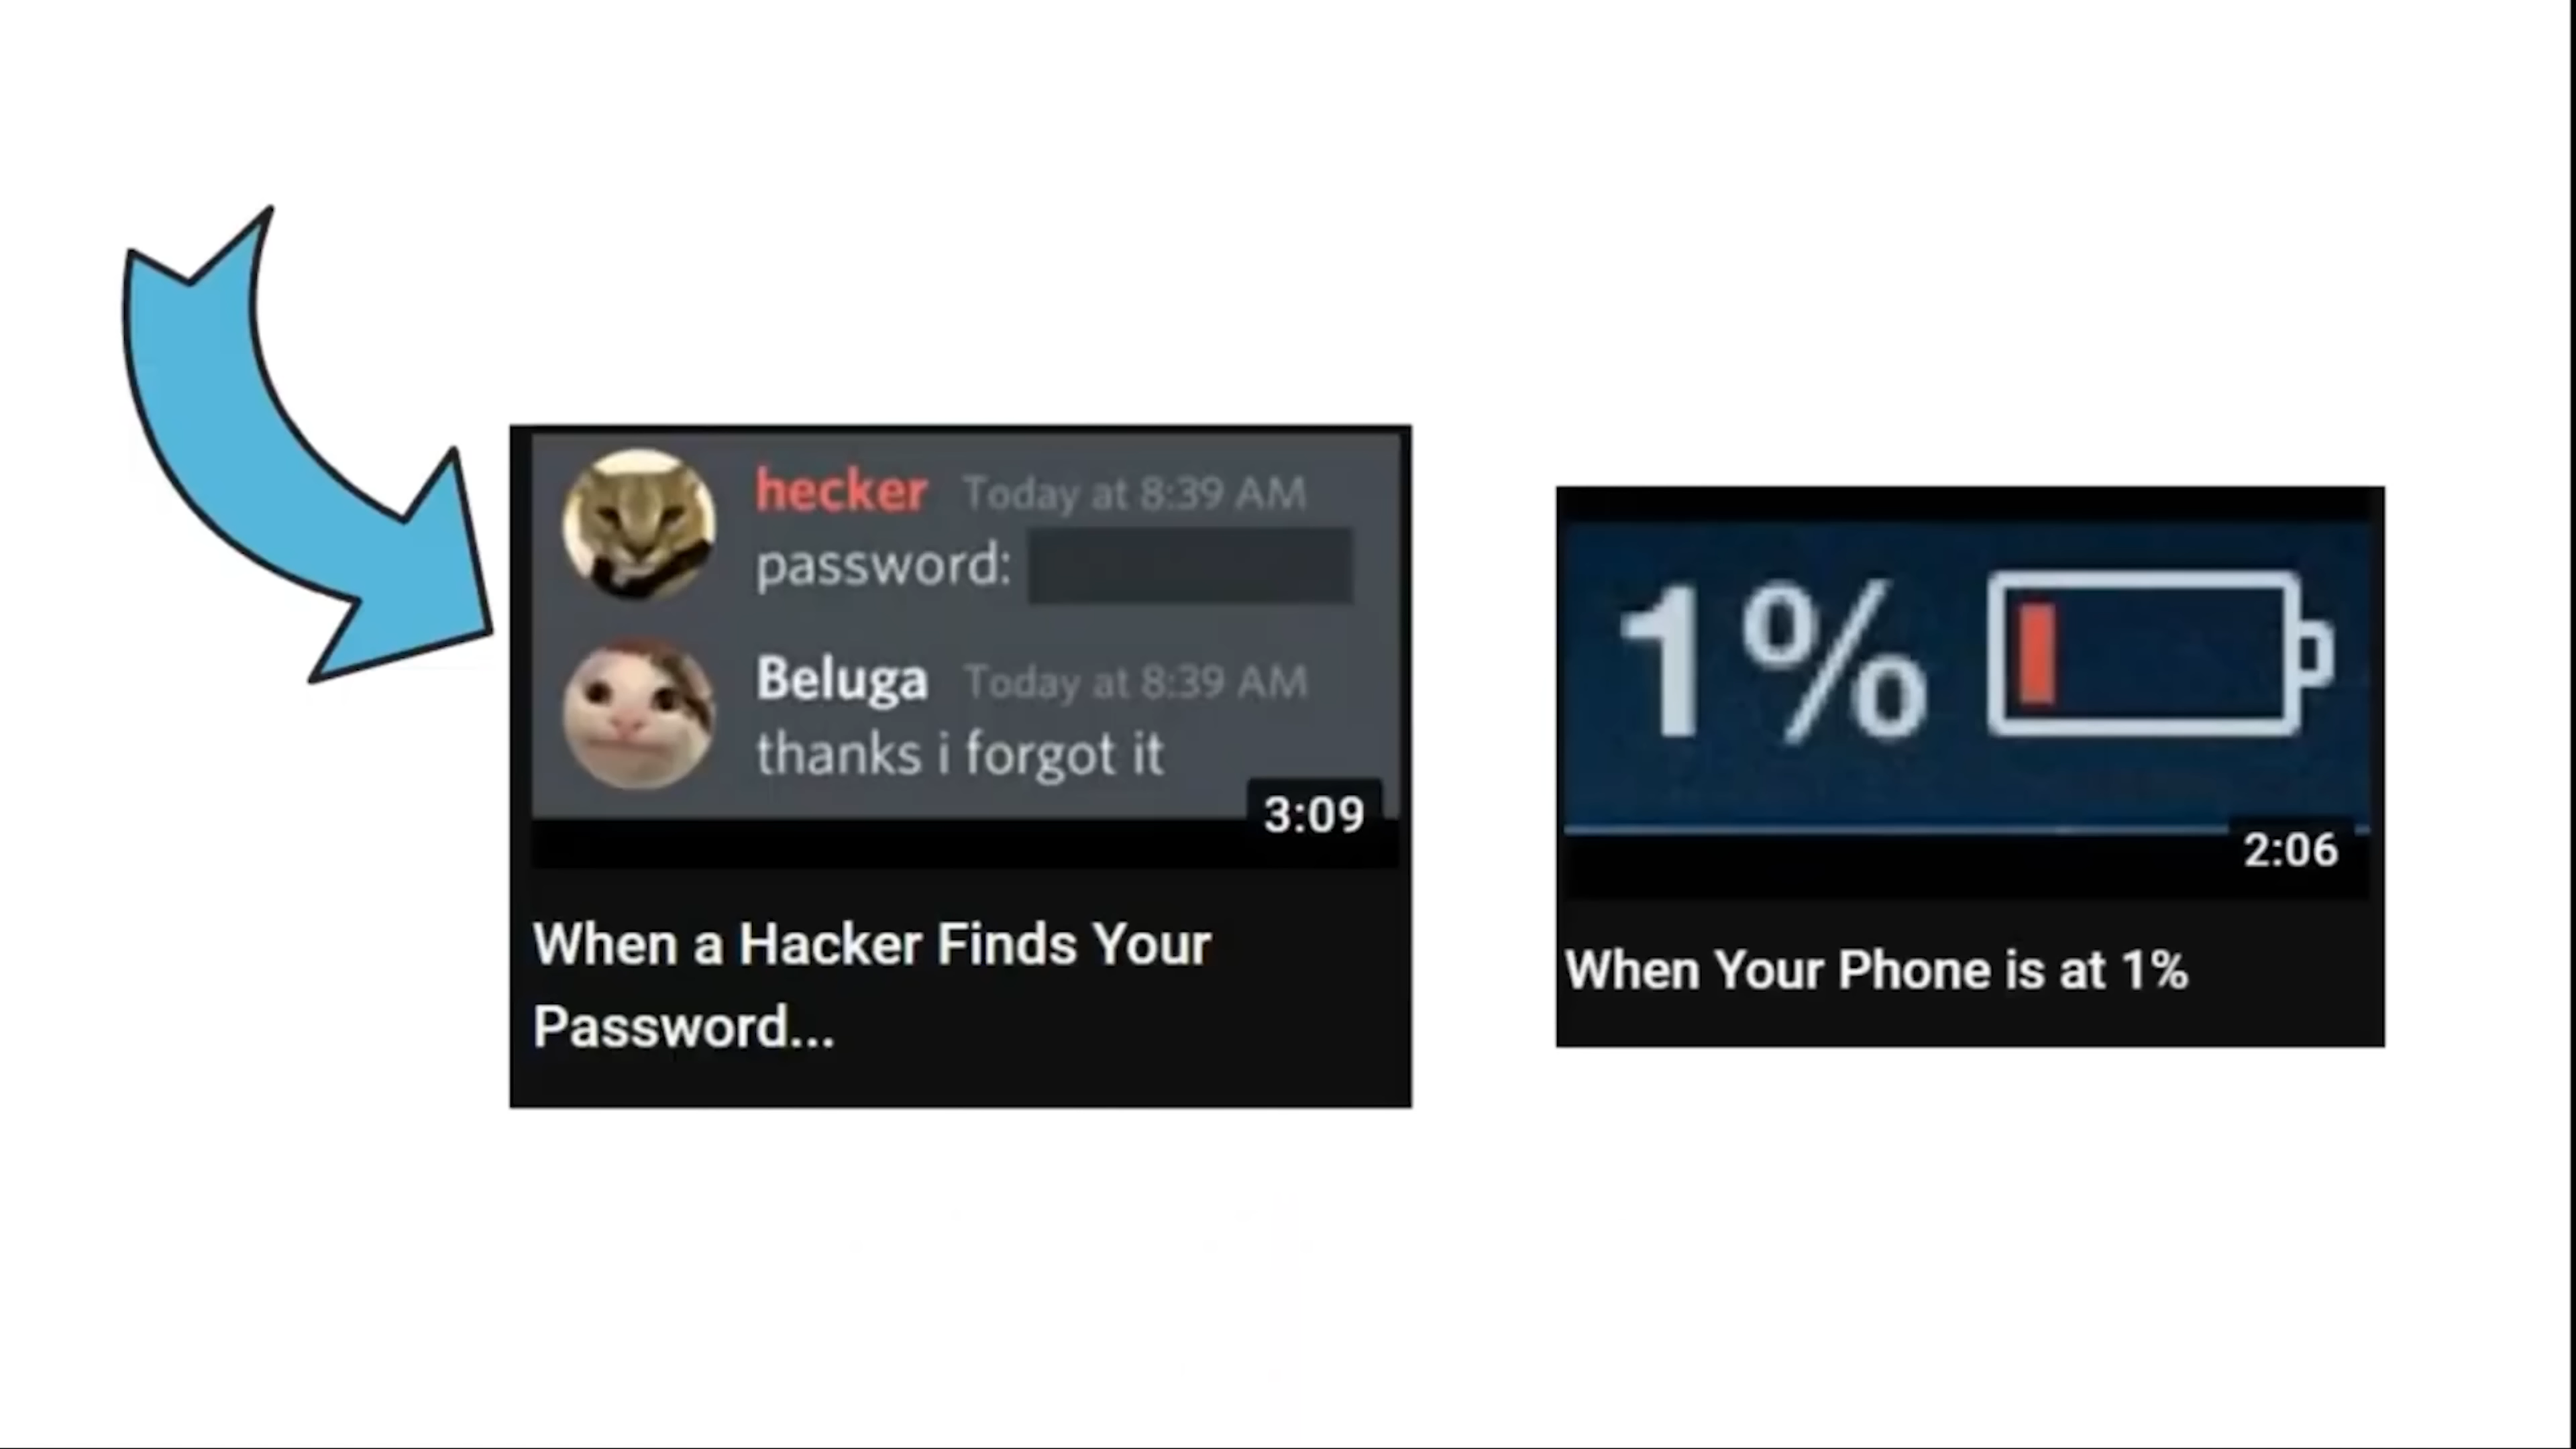 hecker Today at 8:39 AM
password:
Beluga Today at 8:39 AM
thanks i forgot it
3:09
When a Hacker Finds Your
Password...
1%
2:06
When Your Phone is at 1%